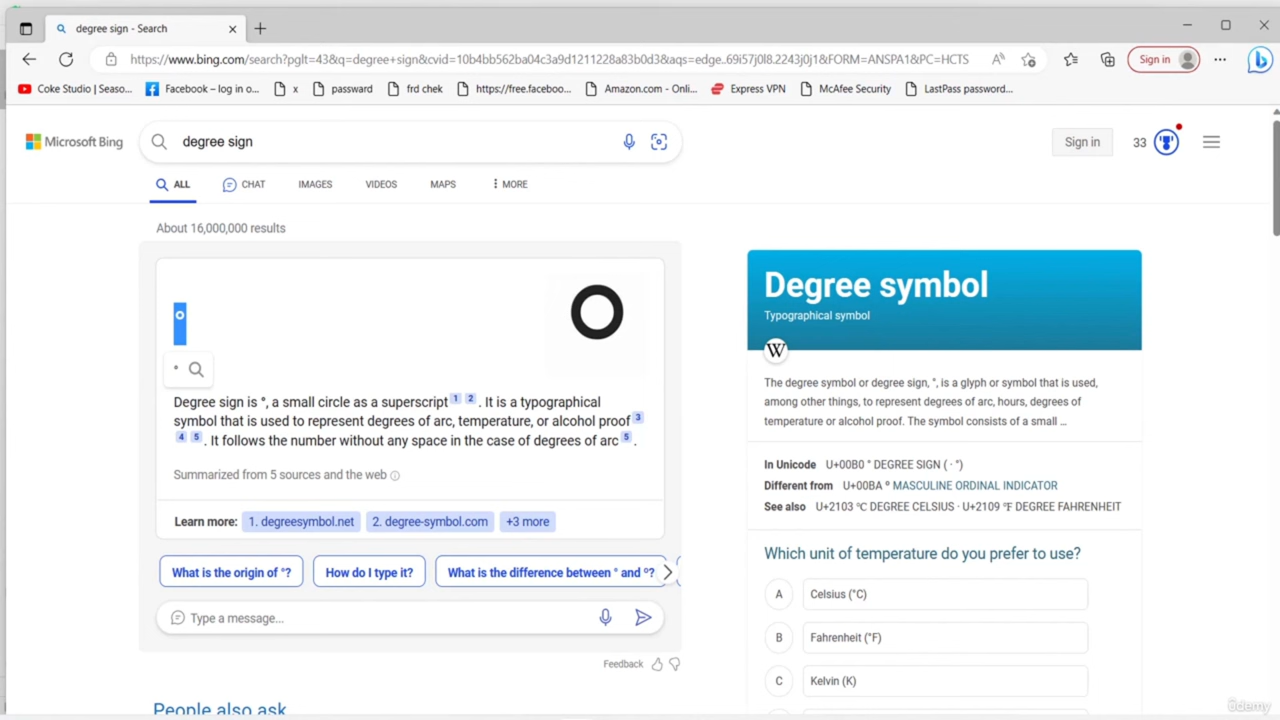 degree sign - Search
https://www.bing.com/search?pglt=43&q=degree+sign&cvid=10b4bb562ba04c3a9d1211228a83b0d3&aqs=edge..69i57j0l8.2243j0j1&FORM=ANSPA1&PC=HCTS
Sign in
Coke Studio | Seaso...
Facebook – log in o...
x
passward
frd chek
https://free.faceboo...
Amazon.com - Onli...
Express VPN
McAfee Security
LastPass password...
Microsoft Bing
degree sign
Sign in
33
ALL
CHAT
IMAGES
VIDEOS
MAPS
MORE
About 16,000,000 results
°
°
Degree sign is °, a small circle as a superscript 1 2 . It is a typographical
symbol that is used to represent degrees of arc, temperature, or alcohol proof 3
4 5 . It follows the number without any space in the case of degrees of arc 5 .
Summarized from 5 sources and the web
Learn more: 1. degreesymbol.net 2. degree-symbol.com +3 more
What is the origin of °?
How do I type it?
What is the difference between ° and º?
Type a message...
Feedback
People also ask
Degree symbol
Typographical symbol
W
The degree symbol or degree sign, °, is a glyph or symbol that is used,
among other things, to represent degrees of arc, hours, degrees of
temperature or alcohol proof. The symbol consists of a small ...
In Unicode U+00B0 ° DEGREE SIGN ( · °)
Different from U+00BA º MASCULINE ORDINAL INDICATOR
See also U+2103 ℃ DEGREE CELSIUS · U+2109 ℉ DEGREE FAHRENHEIT
Which unit of temperature do you prefer to use?
A Celsius (°C)
B Fahrenheit (°F)
C Kelvin (K)
ûdemy